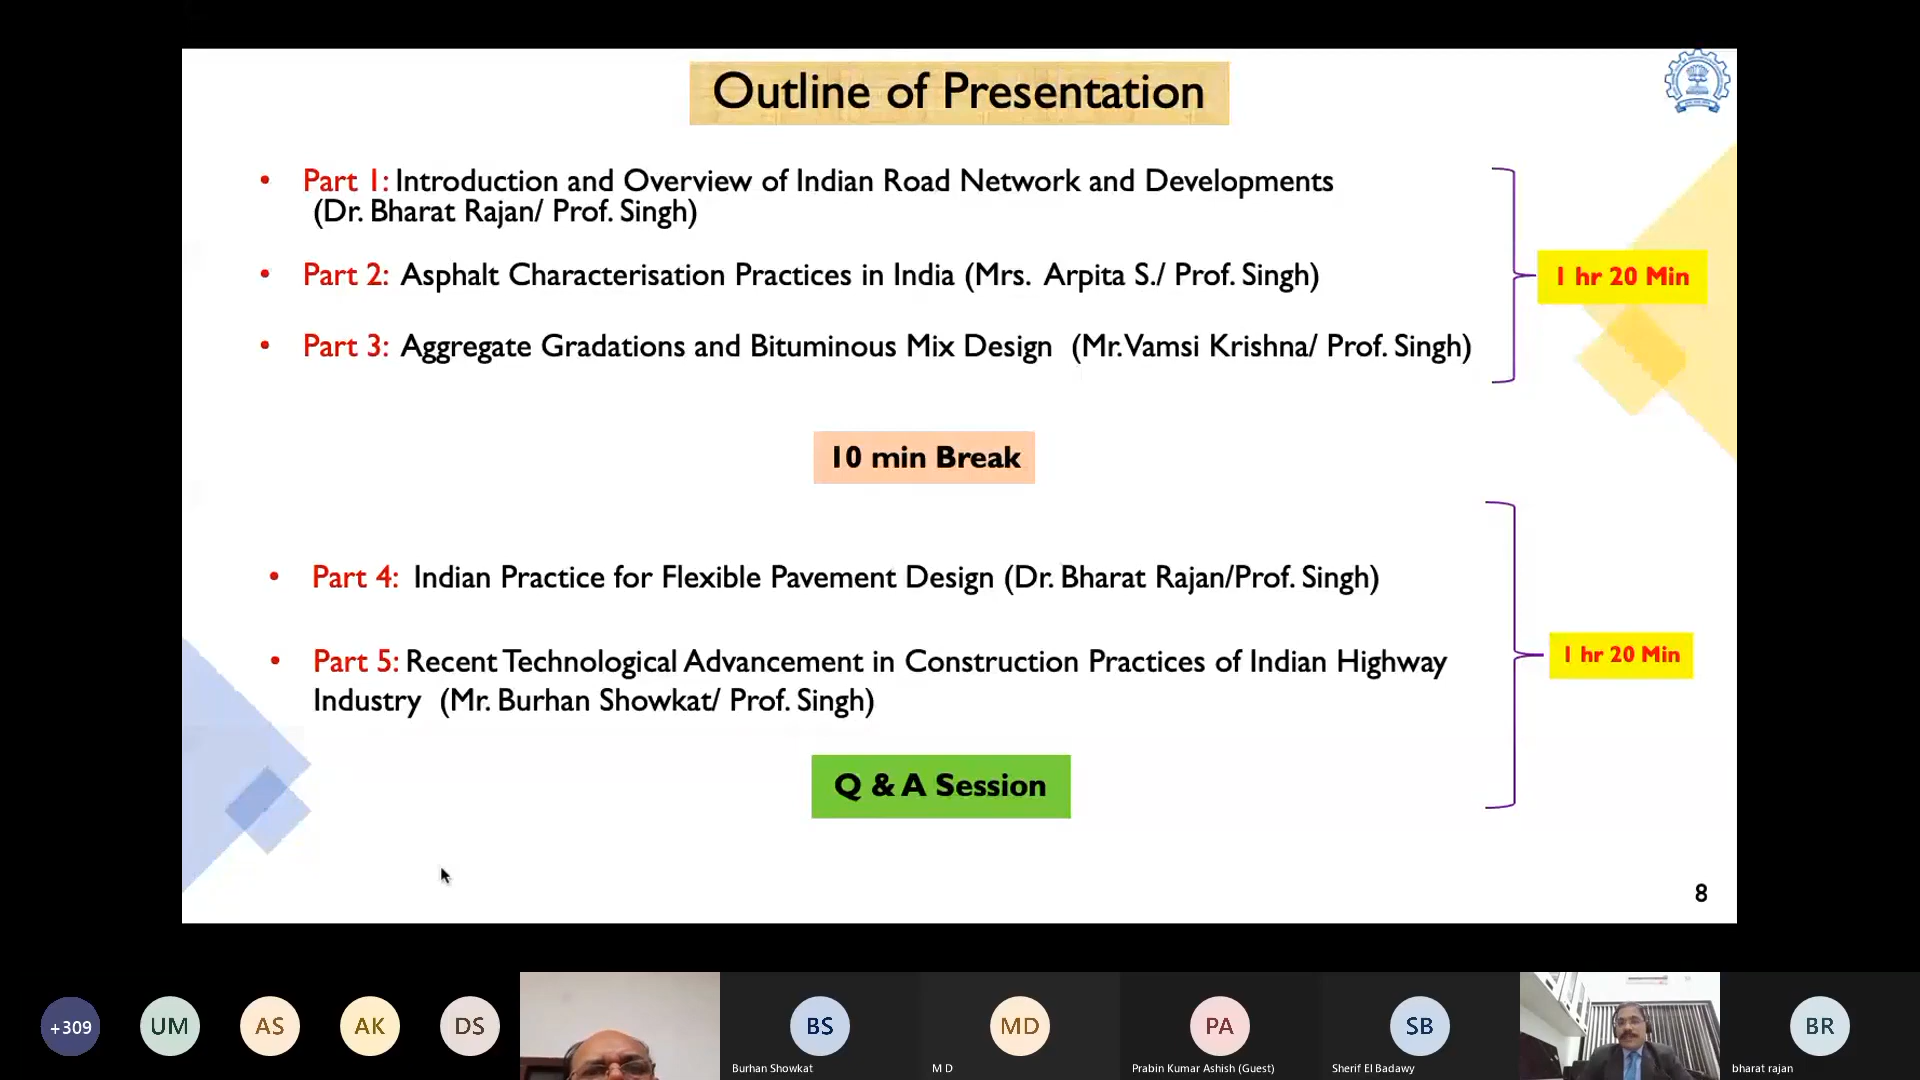 Outline of Presentation
• Part 1: Introduction and Overview of Indian Road Network and Developments
(Dr. Bharat Rajan/ Prof. Singh)
• Part 2: Asphalt Characterisation Practices in India (Mrs. Arpita S./ Prof. Singh)
1 hr 20 Min
• Part 3: Aggregate Gradations and Bituminous Mix Design (Mr.Vamsi Krishna/ Prof. Singh)
10 min Break
• Part 4: Indian Practice for Flexible Pavement Design (Dr. Bharat Rajan/Prof. Singh)
• Part 5: Recent Technological Advancement in Construction Practices of Indian Highway
Industry (Mr. Burhan Showkat/ Prof. Singh)
1 hr 20 Min
Q & A Session
8
+309
UM
AS
AK
DS
BS
Burhan Showkat
MD
M D
PA
Prabin Kumar Ashish (Guest)
SB
Sherif El Badawy
BR
bharat rajan